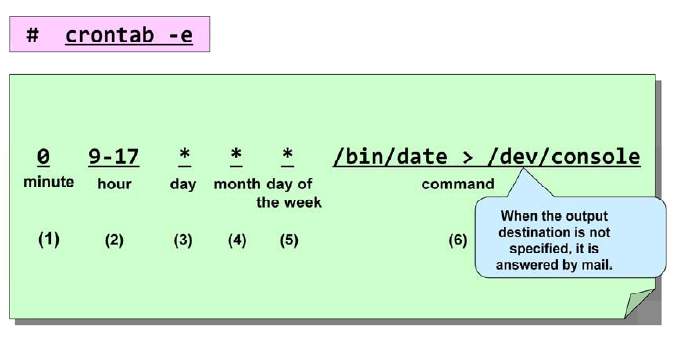 # crontab -e
0 9-17 * * * /bin/date > /dev/console
minute hour day month day of the week command
(1) (2) (3) (4) (5) (6)
When the output
destination is not
specified, it is
answered by mail.